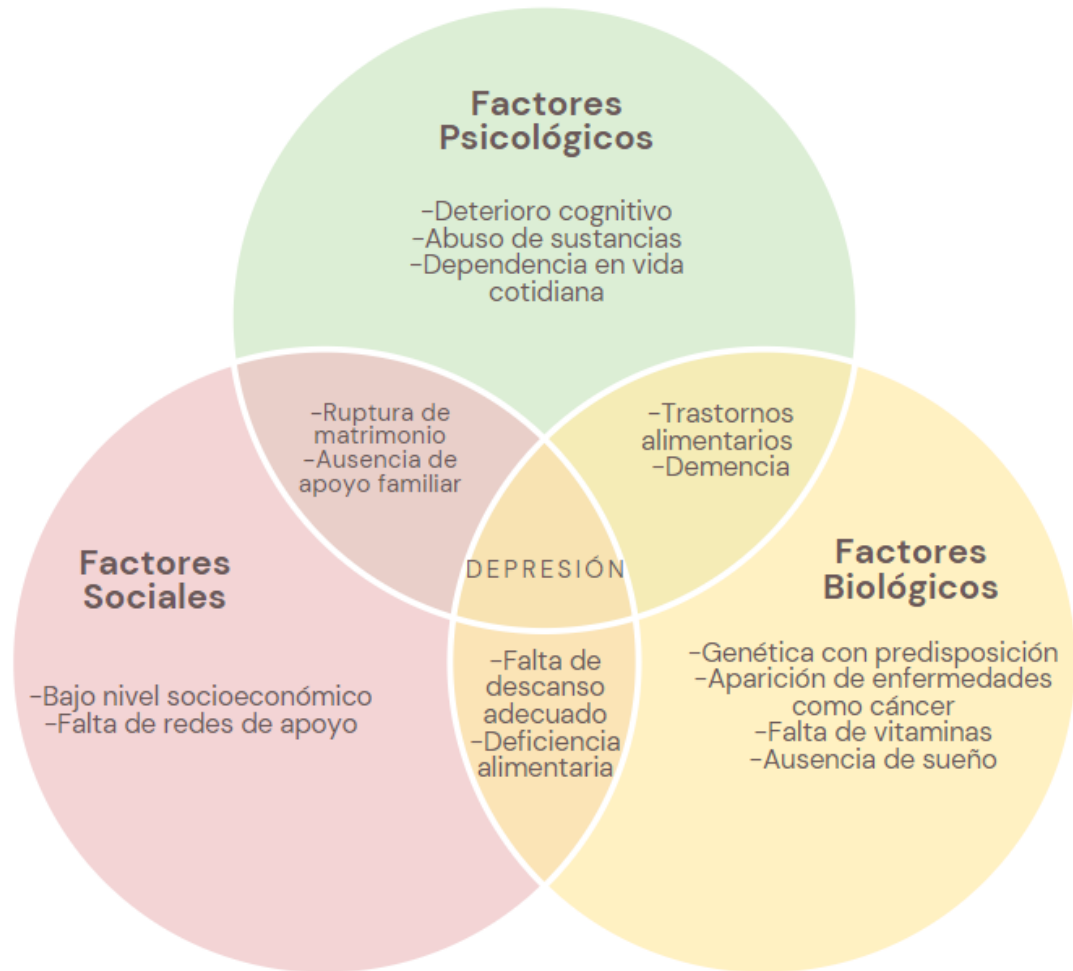 Factores
Psicológicos
-Deterioro cognitivo
-Abuso de sustancias
-Dependencia en vida
cotidiana
-Ruptura de
matrimonio
-Ausencia de
apoyo familiar
-Trastornos
alimentarios
-Demencia
DEPRESIÓN
Factores
Sociales
-Bajo nivel socioeconómico
-Falta de redes de apoyo
-Falta de
descanso
adecuado
-Deficiencia
alimentaria
Factores
Biológicos
-Genética con predisposición
-Aparición de enfermedades
como cáncer
-Falta de vitaminas
-Ausencia de sueño